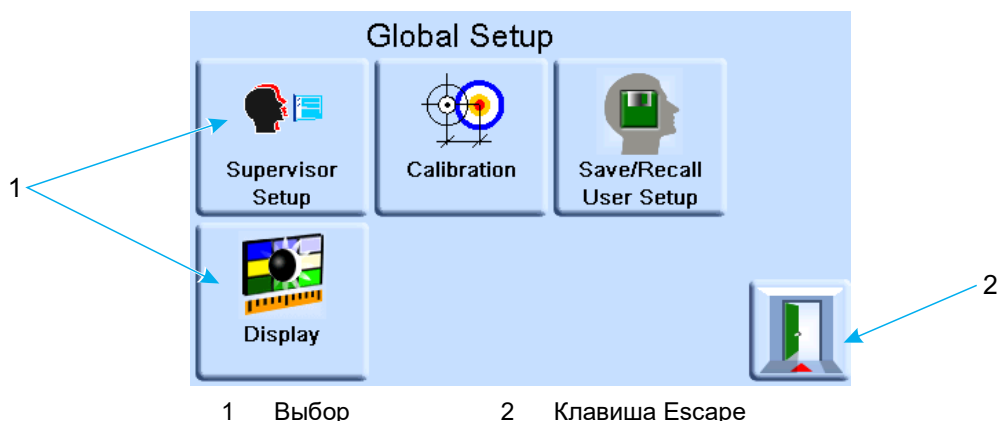 Global Setup
Supervisor
Setup
Calibration
Save/Recall
User Setup
1
Display
2
1 Выбор 2 Клавиша Escape